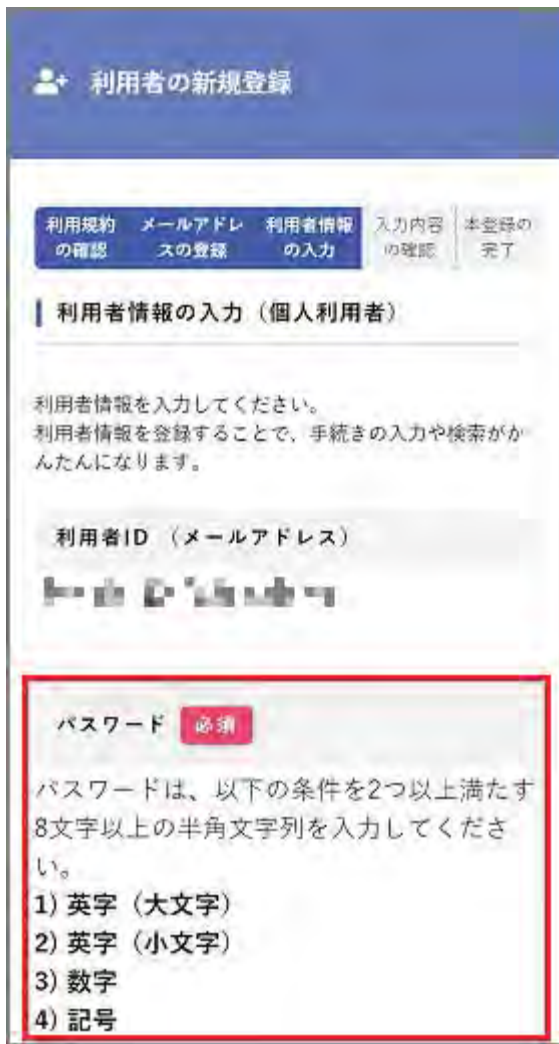 利用者の新規登録
利用規約の確認
メールアドレスの登録
利用者情報の入力
入力内容の確認
本登録の完了
利用者情報の入力（個人利用者）
利用者情報を入力してください。
利用者情報を登録することで、手続きの入力や検索がか
んたんになります。
利用者ID （メールアドレス）
パスワード 必須
パスワードは、以下の条件を2つ以上満たす
8文字以上の半角文字列を入力してくださ
い。
1) 英字（大文字）
2) 英字（小文字）
3) 数字
4) 記号